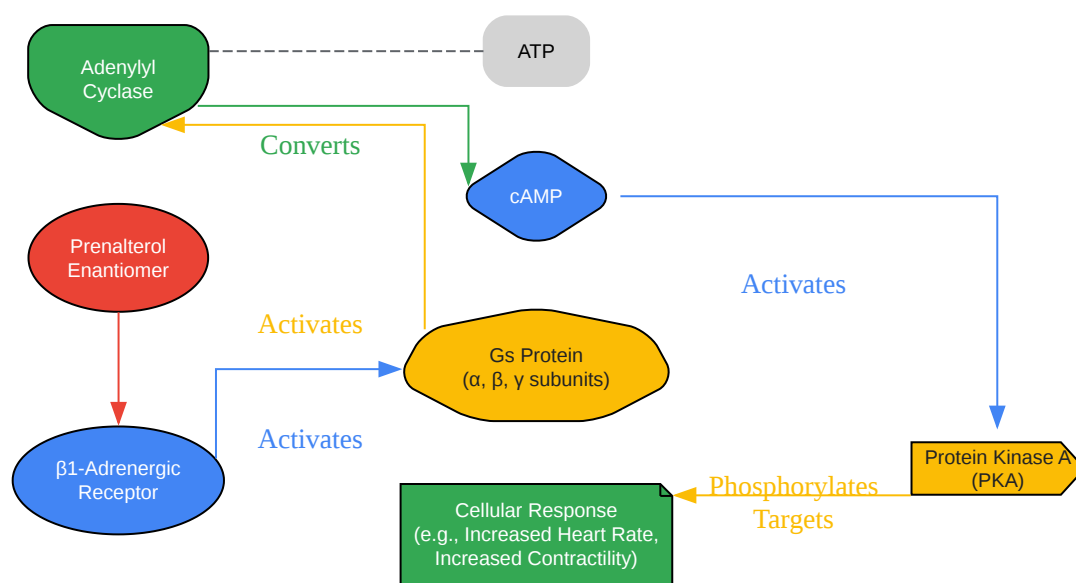 Adenylyl
Cyclase
ATP
Converts
cAMP
Prenalterol
Enantiomer
Activates
Activates
Gs Protein
(α, β, γ subunits)
Activates
β1-Adrenergic
Receptor
Protein Kinase A
(PKA)
Phosphorylates
Targets
Cellular Response
(e.g., Increased Heart Rate,
Increased Contractility)